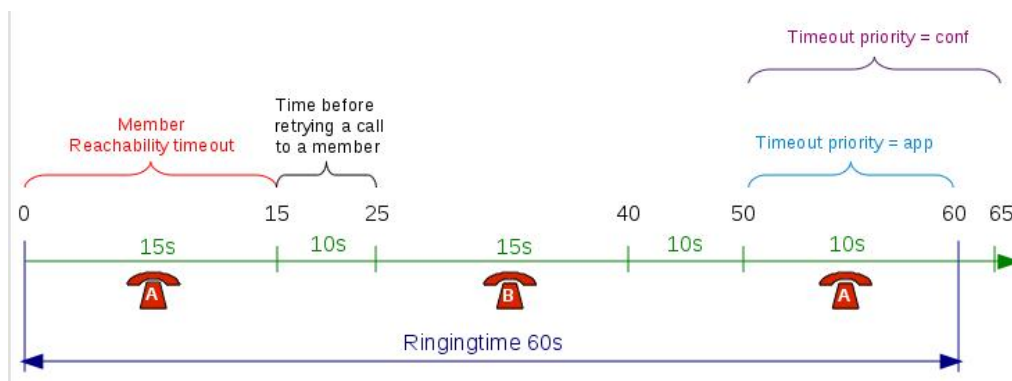 Timeout priority = conf
Time before
retrying a call
to a member
Member
Reachability timeout
Timeout priority = app
0 15 25 40 50 60 65
15s 10s 15s 10s 10s
A B A
Ringingtime 60s